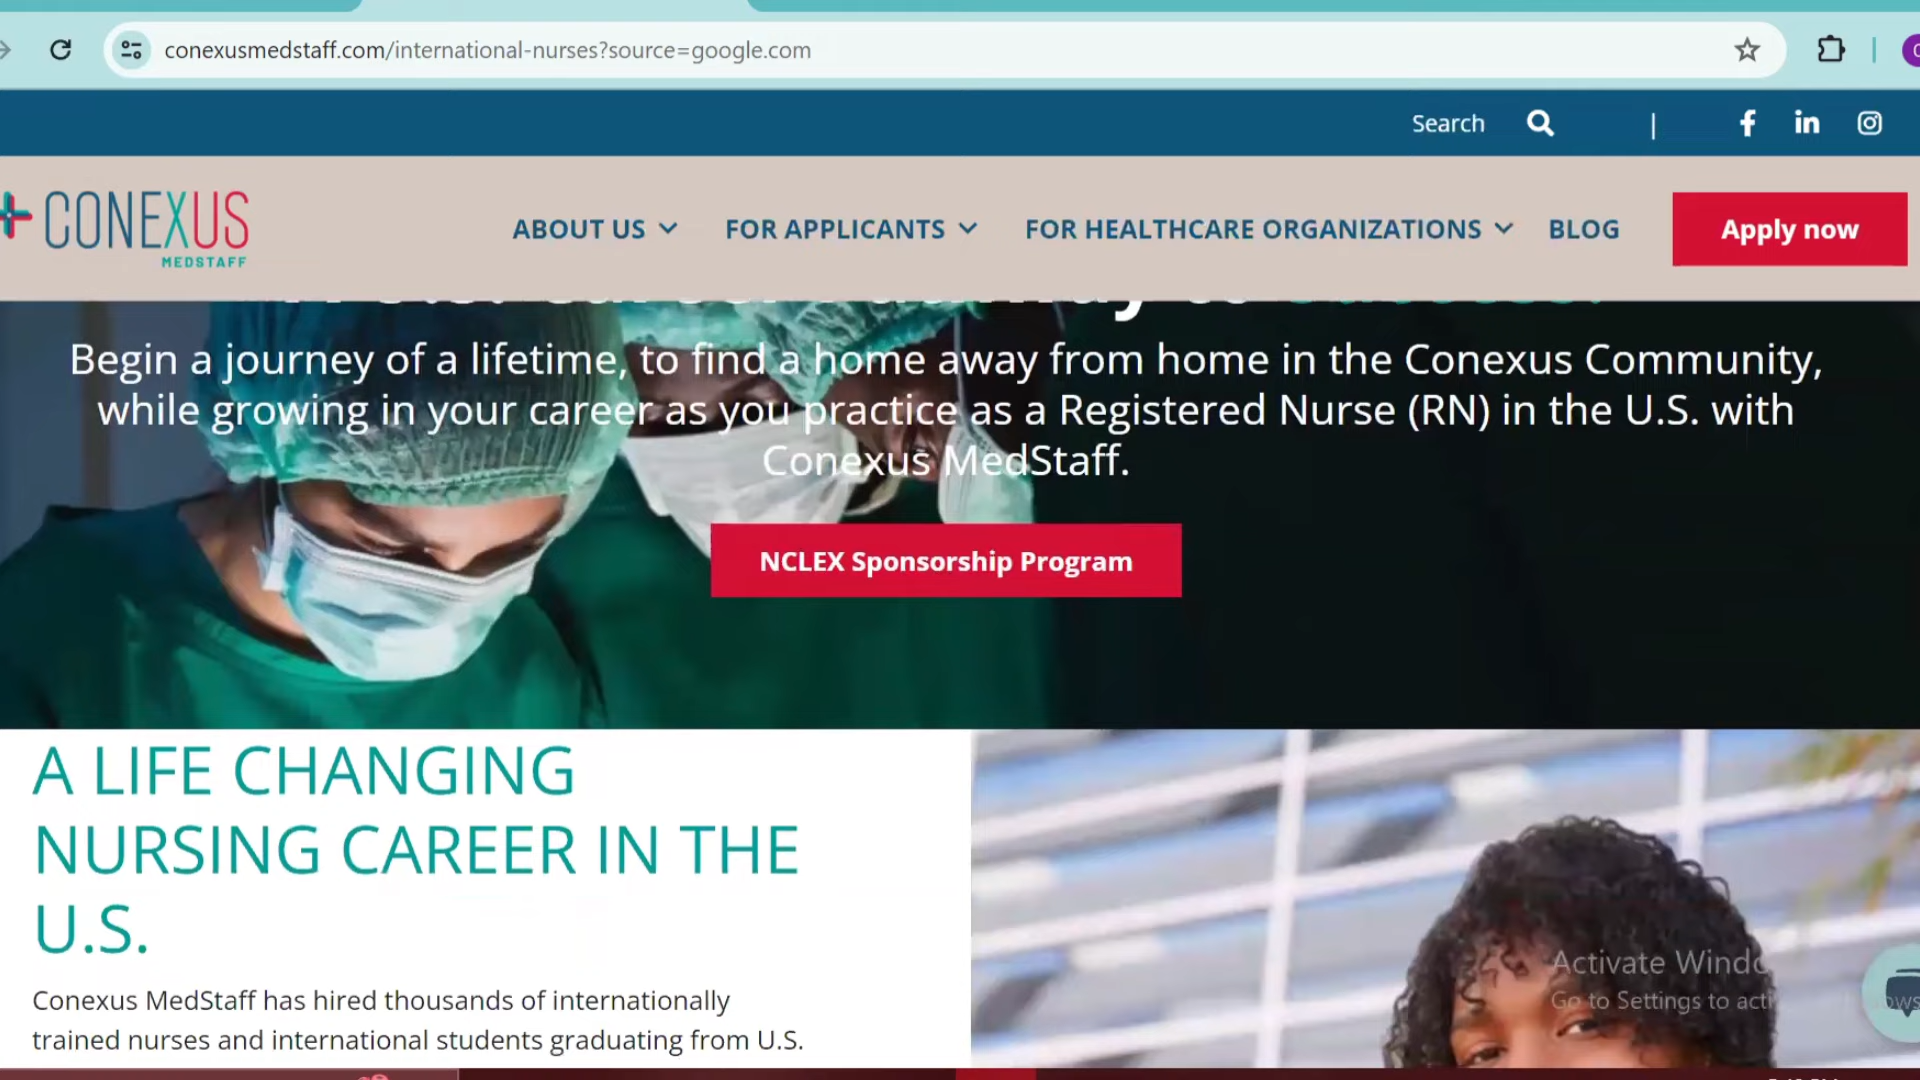 conexusmedstaff.com/international-nurses?source=google.com
Search
|
CONEXUS
MEDSTAFF
ABOUT US
FOR APPLICANTS
FOR HEALTHCARE ORGANIZATIONS
BLOG
Apply now
Begin a journey of a lifetime, to find a home away from home in the Conexus Community,
while growing in your career as you practice as a Registered Nurse (RN) in the U.S. with
Conexus MedStaff.
NCLEX Sponsorship Program
A LIFE CHANGING
NURSING CAREER IN THE
U.S.
Conexus MedStaff has hired thousands of internationally
trained nurses and international students graduating from U.S.
Activate Windo
Go to Settings to acti